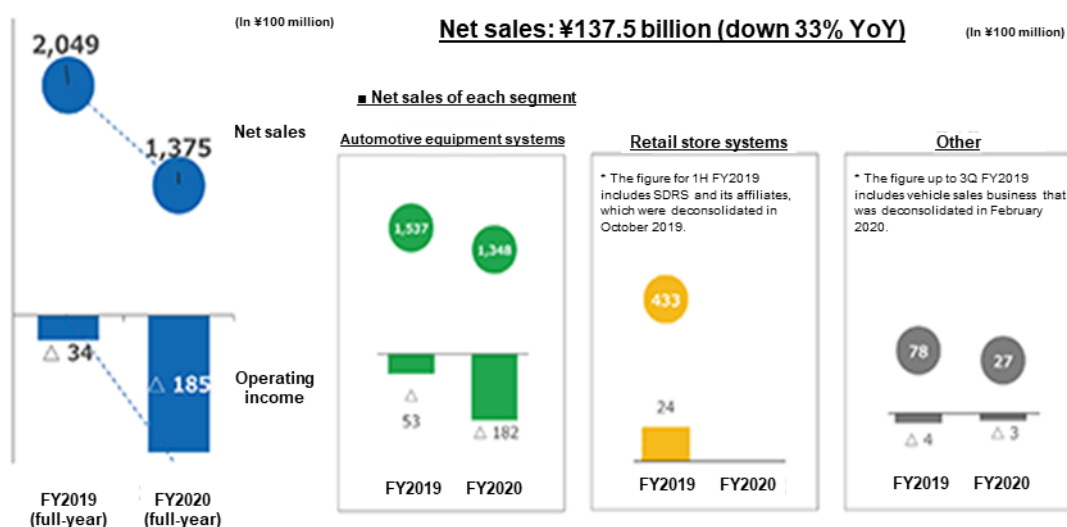 (In ¥100 million)
2,049
1,375
Net sales
△ 34
△ 185
Operating
income
FY2019
(full-year)
FY2020
(full-year)
Net sales: ¥137.5 billion (down 33% YoY)
(In ¥100 million)
■ Net sales of each segment
Automotive equipment systems
1,537
1,348
△
53
△ 182
FY2019
FY2020
Retail store systems
* The figure for 1H FY2019
includes SDRS and its affiliates,
which were deconsolidated in
October 2019.
433
24
FY2019
FY2020
Other
* The figure up to 3Q FY2019
includes vehicle sales business that
was deconsolidated in February
2020.
78
27
△ 4
△ 3
FY2019
FY2020